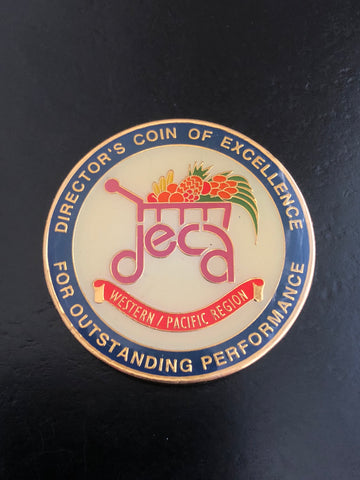 DIRECTOR'S COIN OF EXCELLENCE
deca
WESTERN / PACIFIC REGION
FOR OUTSTANDING PERFORMANCE